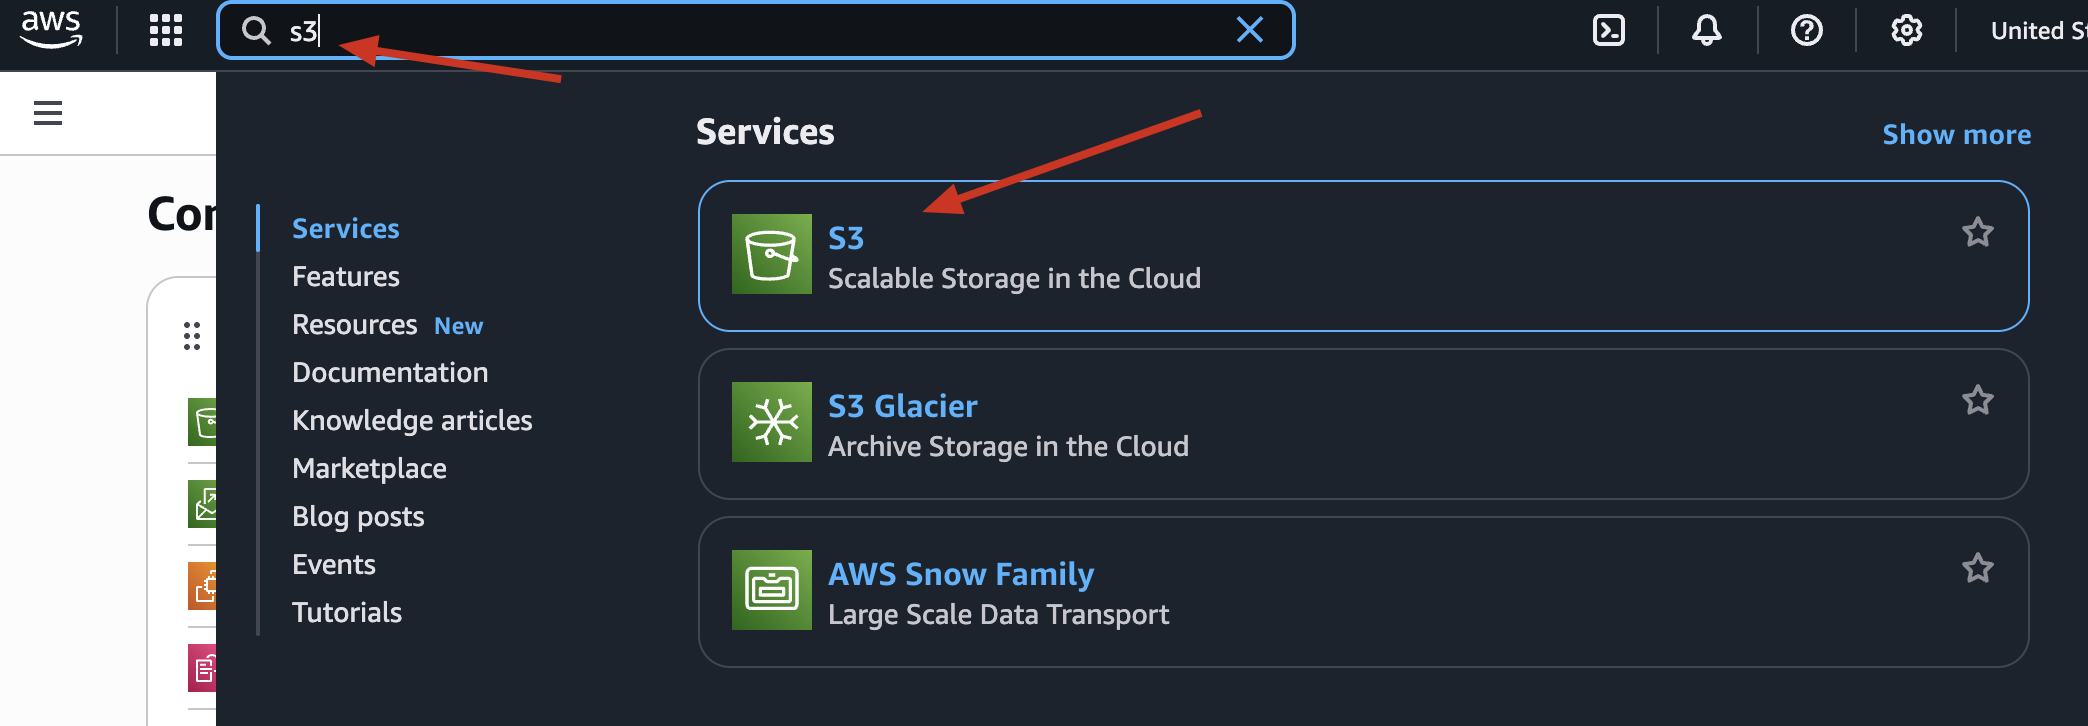 aws
s3
United St
Services
Show more
Con
Services
Features
Resources New
Documentation
Knowledge articles
Marketplace
Blog posts
Events
Tutorials
S3
Scalable Storage in the Cloud
S3 Glacier
Archive Storage in the Cloud
AWS Snow Family
Large Scale Data Transport